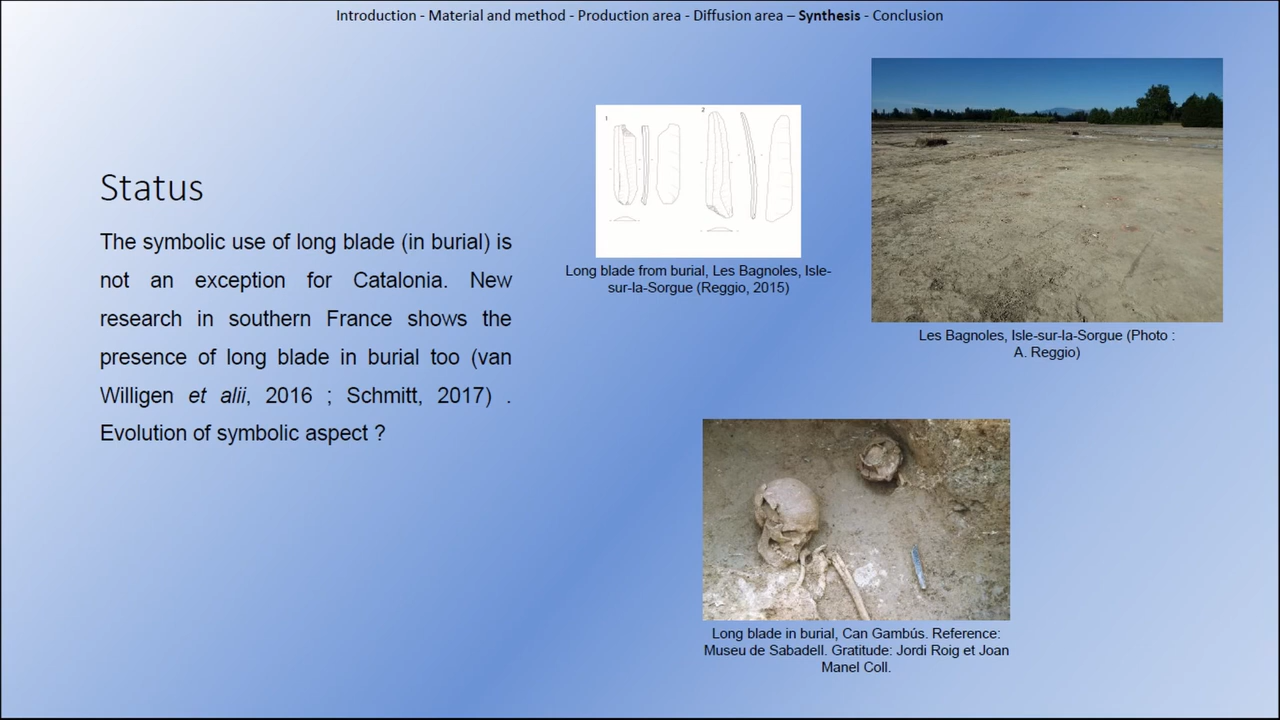 Introduction - Material and method - Production area - Diffusion area – Synthesis - Conclusion
Status
The symbolic use of long blade (in burial) is
not an exception for Catalonia. New
research in southern France shows the
presence of long blade in burial too (van
Willigen et alii, 2016 ; Schmitt, 2017) .
Evolution of symbolic aspect ?
1
2
Long blade from burial, Les Bagnoles, Isle-
sur-la-Sorgue (Reggio, 2015)
Les Bagnoles, Isle-sur-la-Sorgue (Photo :
A. Reggio)
Long blade in burial, Can Gambús. Reference:
Museu de Sabadell. Gratitude: Jordi Roig et Joan
Manel Coll.